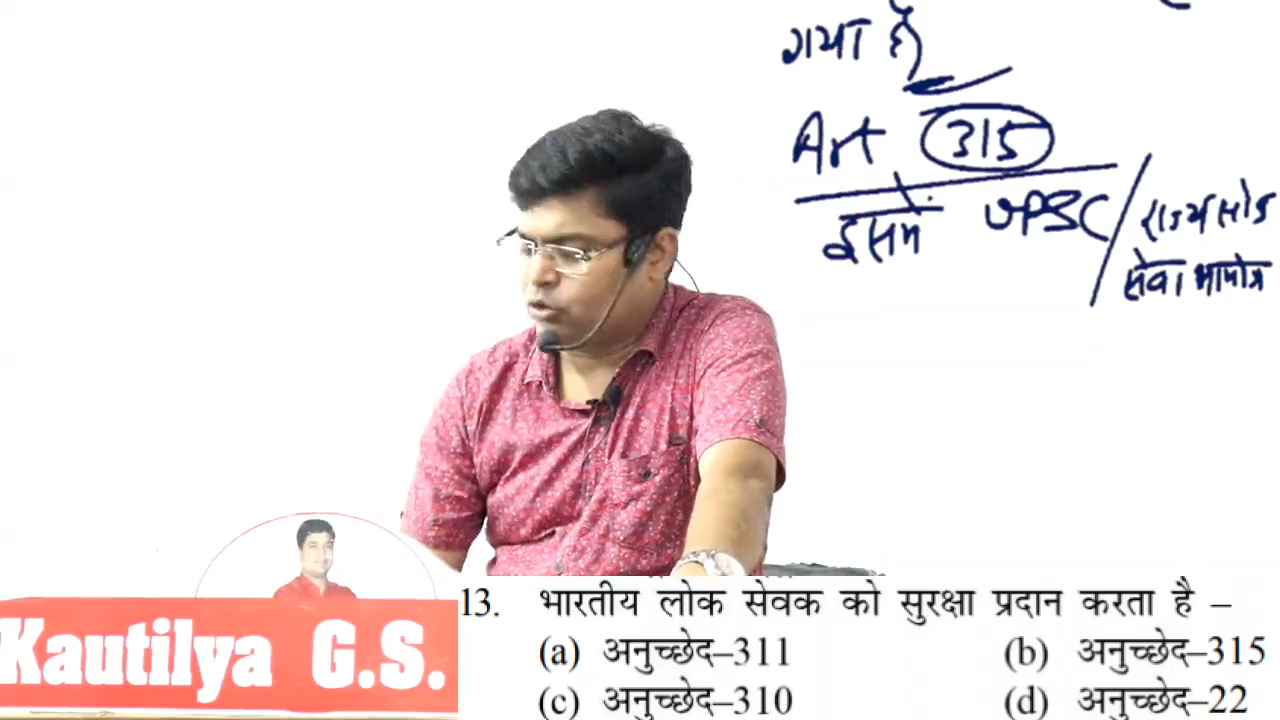 गया है
Art 315
इसमें UPSC / राज्य लोक
सेवा आयोग
Kautilya G.S.
13. भारतीय लोक सेवक को सुरक्षा प्रदान करता है –
(a) अनुच्छेद–311 (b) अनुच्छेद–315
(c) अनुच्छेद–310 (d) अनुच्छेद–22